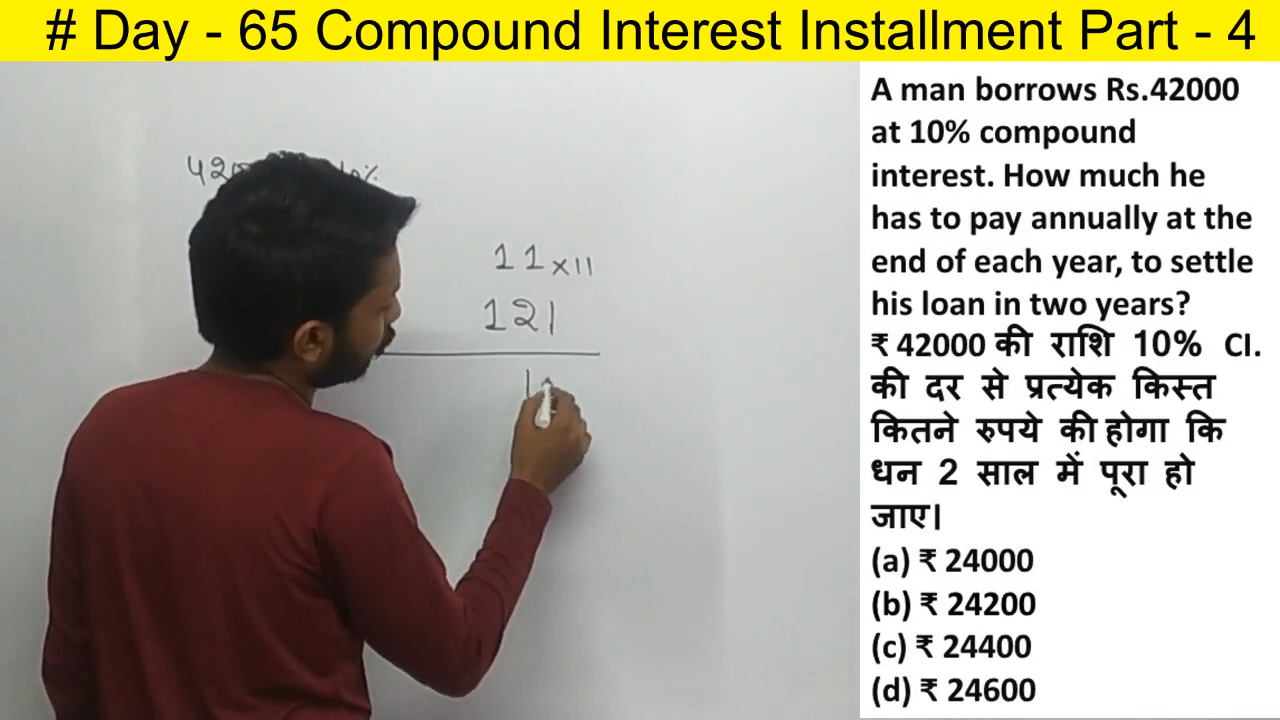 # Day - 65 Compound Interest Installment Part - 4
A man borrows Rs.42000
at 10% compound
interest. How much he
has to pay annually at the
end of each year, to settle
his loan in two years?
₹ 42000 की राशि 10% CI.
की दर से प्रत्येक किस्त
कितने रुपये की होगा कि
धन 2 साल में पूरा हो
जाए।
(a) ₹ 24000
(b) ₹ 24200
(c) ₹ 24400
(d) ₹ 24600
11 x 11
121